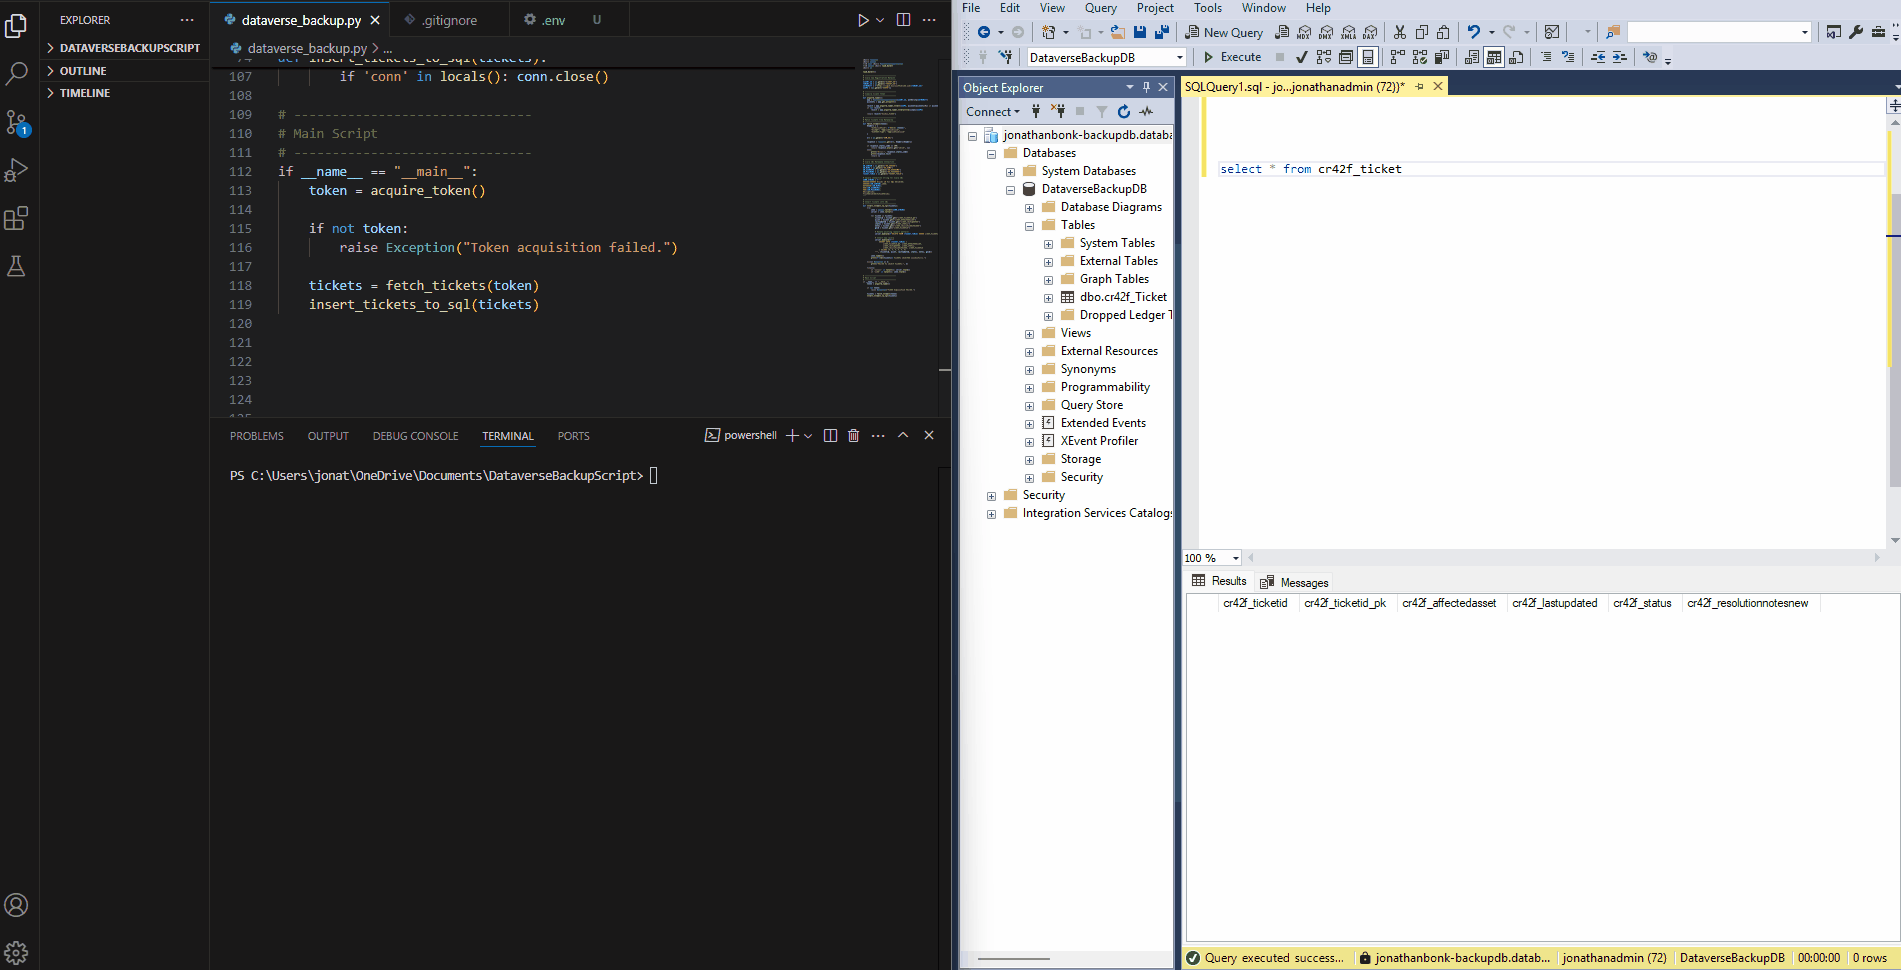 EXPLORER
DATAVERSEBACKUPSCRIPT
OUTLINE
TIMELINE
1
dataverse_backup.py
.gitignore
.env U
dataverse_backup.py > ...
107 if 'conn' in locals(): conn.close()
108
109 # -------------------------------
110 # Main Script
111 # -------------------------------
112 if __name__ == "__main__":
113 token = acquire_token()
114
115 if not token:
116 raise Exception("Token acquisition failed.")
117
118 tickets = fetch_tickets(token)
119 insert_tickets_to_sql(tickets)
120
121
122
123
124
PROBLEMS OUTPUT DEBUG CONSOLE TERMINAL PORTS
powershell
PS C:\Users\jonat\OneDrive\Documents\DataverseBackupScript>
File Edit View Query Project Tools Window Help
New Query MDX DMX XMLA DAX
DataverseBackupDB Execute
Object Explorer
Connect
jonathanbonk-backupdb.databa
Databases
System Databases
DataverseBackupDB
Database Diagrams
Tables
System Tables
External Tables
Graph Tables
dbo.cr42f_Ticket
Dropped Ledger T
Views
External Resources
Synonyms
Programmability
Query Store
Extended Events
XEvent Profiler
Storage
Security
Security
Integration Services Catalogs
SQLQuery1.sql - jo...jonathanadmin (72))*
select * from cr42f_ticket
100 %
Results Messages
cr42f_ticketid cr42f_ticketid_pk cr42f_affectedasset cr42f_lastupdated cr42f_status cr42f_resolutionnotesnew
Query executed success... jonathanbonk-backupdb.datab... jonathanadmin (72) DataverseBackupDB 00:00:00 0 rows